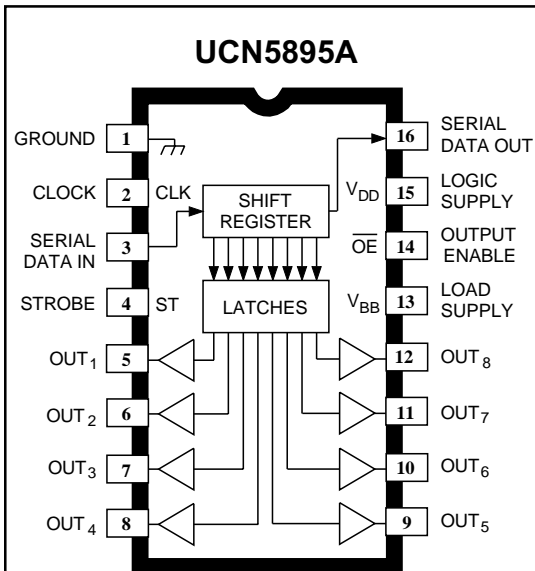 UCN5895A
GROUND 1
CLOCK 2 CLK
SERIAL DATA IN 3
STROBE 4 ST
OUT1 5
OUT2 6
OUT3 7
OUT4 8
SHIFT
REGISTER
LATCHES
16 SERIAL DATA OUT
VDD 15 LOGIC SUPPLY
OE 14 OUTPUT ENABLE
VBB 13 LOAD SUPPLY
12 OUT8
11 OUT7
10 OUT6
9 OUT5